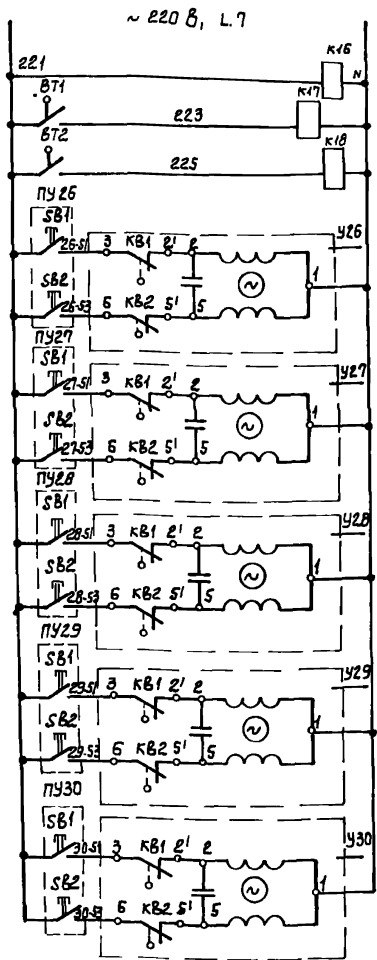 ~ 220 В, L.7
221 К16 N
ВТ1 223 К17
ВТ2 225 К18
ПУ26
SB1 26-51 3 КВ1 2' 2 У26
1
SB2 26-53 6 КВ2 5' 5
~
ПУ27
SB1 27-51 3 КВ1 2' 2 У27
1
SB2 27-53 6 КВ2 5' 5
~
ПУ28
SB1 28-51 3 КВ1 2' 2 У28
1
SB2 28-53 6 КВ2 5' 5
~
ПУ29
SB1 29-51 3 КВ1 2' 2 У29
1
SB2 29-53 6 КВ2 5' 5
~
ПУ30
SB1 30-51 3 КВ1 2' 2 У30
1
SB2 30-53 6 КВ2 5' 5
~